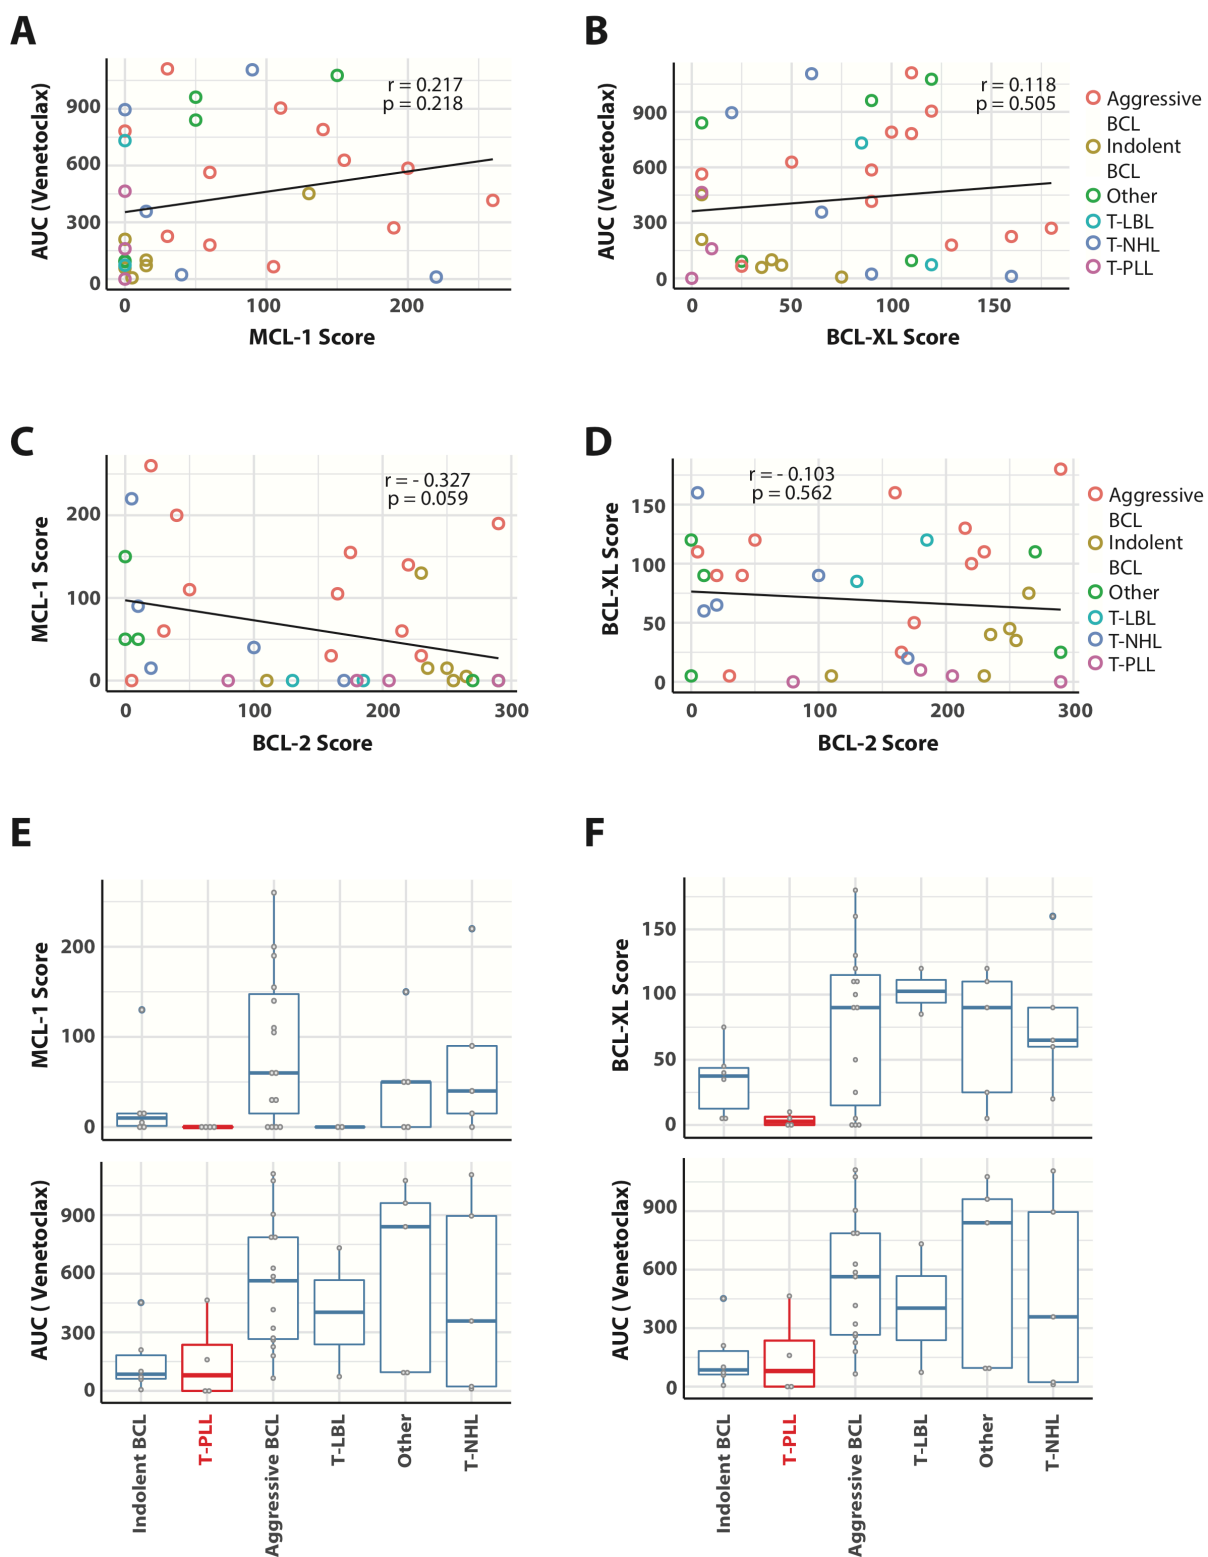 A
AUC (Venetoclax)
900
600
300
0
r = 0.217
p = 0.218
0
100
200
MCL-1 Score
B
AUC (Venetoclax)
900
600
300
0
r = 0.118
p = 0.505
0
50
100
150
BCL-XL Score
Aggressive
BCL
Indolent
BCL
Other
T-LBL
T-NHL
T-PLL
C
MCL-1 Score
200
100
0
r = - 0.327
p = 0.059
0
100
200
300
BCL-2 Score
D
BCL-XL Score
150
100
50
0
r = - 0.103
p = 0.562
0
100
200
300
BCL-2 Score
Aggressive
BCL
Indolent
BCL
Other
T-LBL
T-NHL
T-PLL
E
MCL-1 Score
200
100
0
AUC ( Venetoclax)
900
600
300
0
Indolent BCL
T-PLL
Aggressive BCL
T-LBL
Other
T-NHL
F
BCL-XL Score
150
100
50
0
AUC ( Venetoclax)
900
600
300
0
Indolent BCL
T-PLL
Aggressive BCL
T-LBL
Other
T-NHL